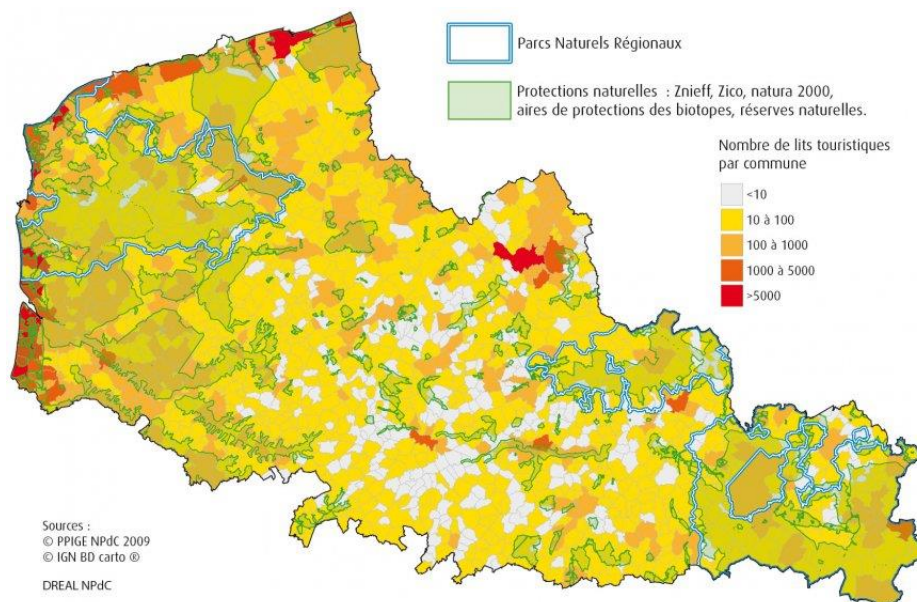 Parcs Naturels Régionaux
Protections naturelles : Znieff, Zico, natura 2000,
aires de protections des biotopes, réserves naturelles.
Nombre de lits touristiques
par commune
<10
10 à 100
100 à 1000
1000 à 5000
>5000
Sources :
© PPIGE NPdC 2009
© IGN BD carto ®
DREAL NPdC